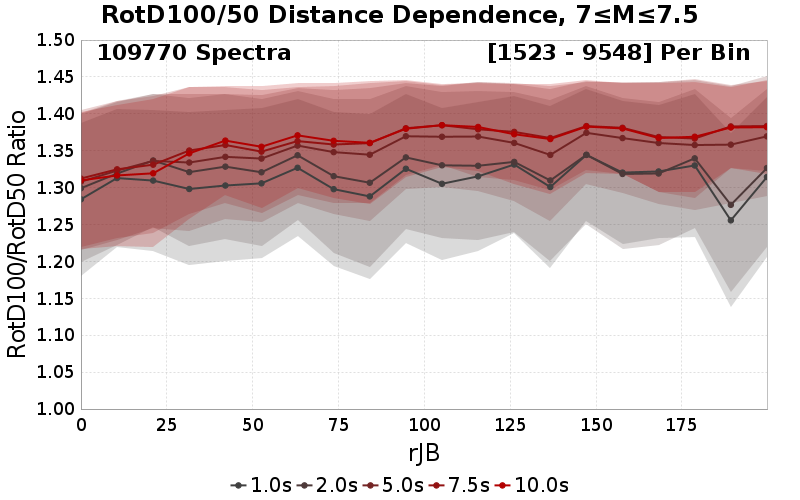 RotD100/50 Distance Dependence, 7≤M≤7.5
109770 Spectra
[1523 - 9548] Per Bin
RotD100/RotD50 Ratio
1.50
1.45
1.40
1.35
1.30
1.25
1.20
1.15
1.10
1.05
1.00
0 25 50 75 100 125 150 175
rJB
1.0s 2.0s 5.0s 7.5s 10.0s